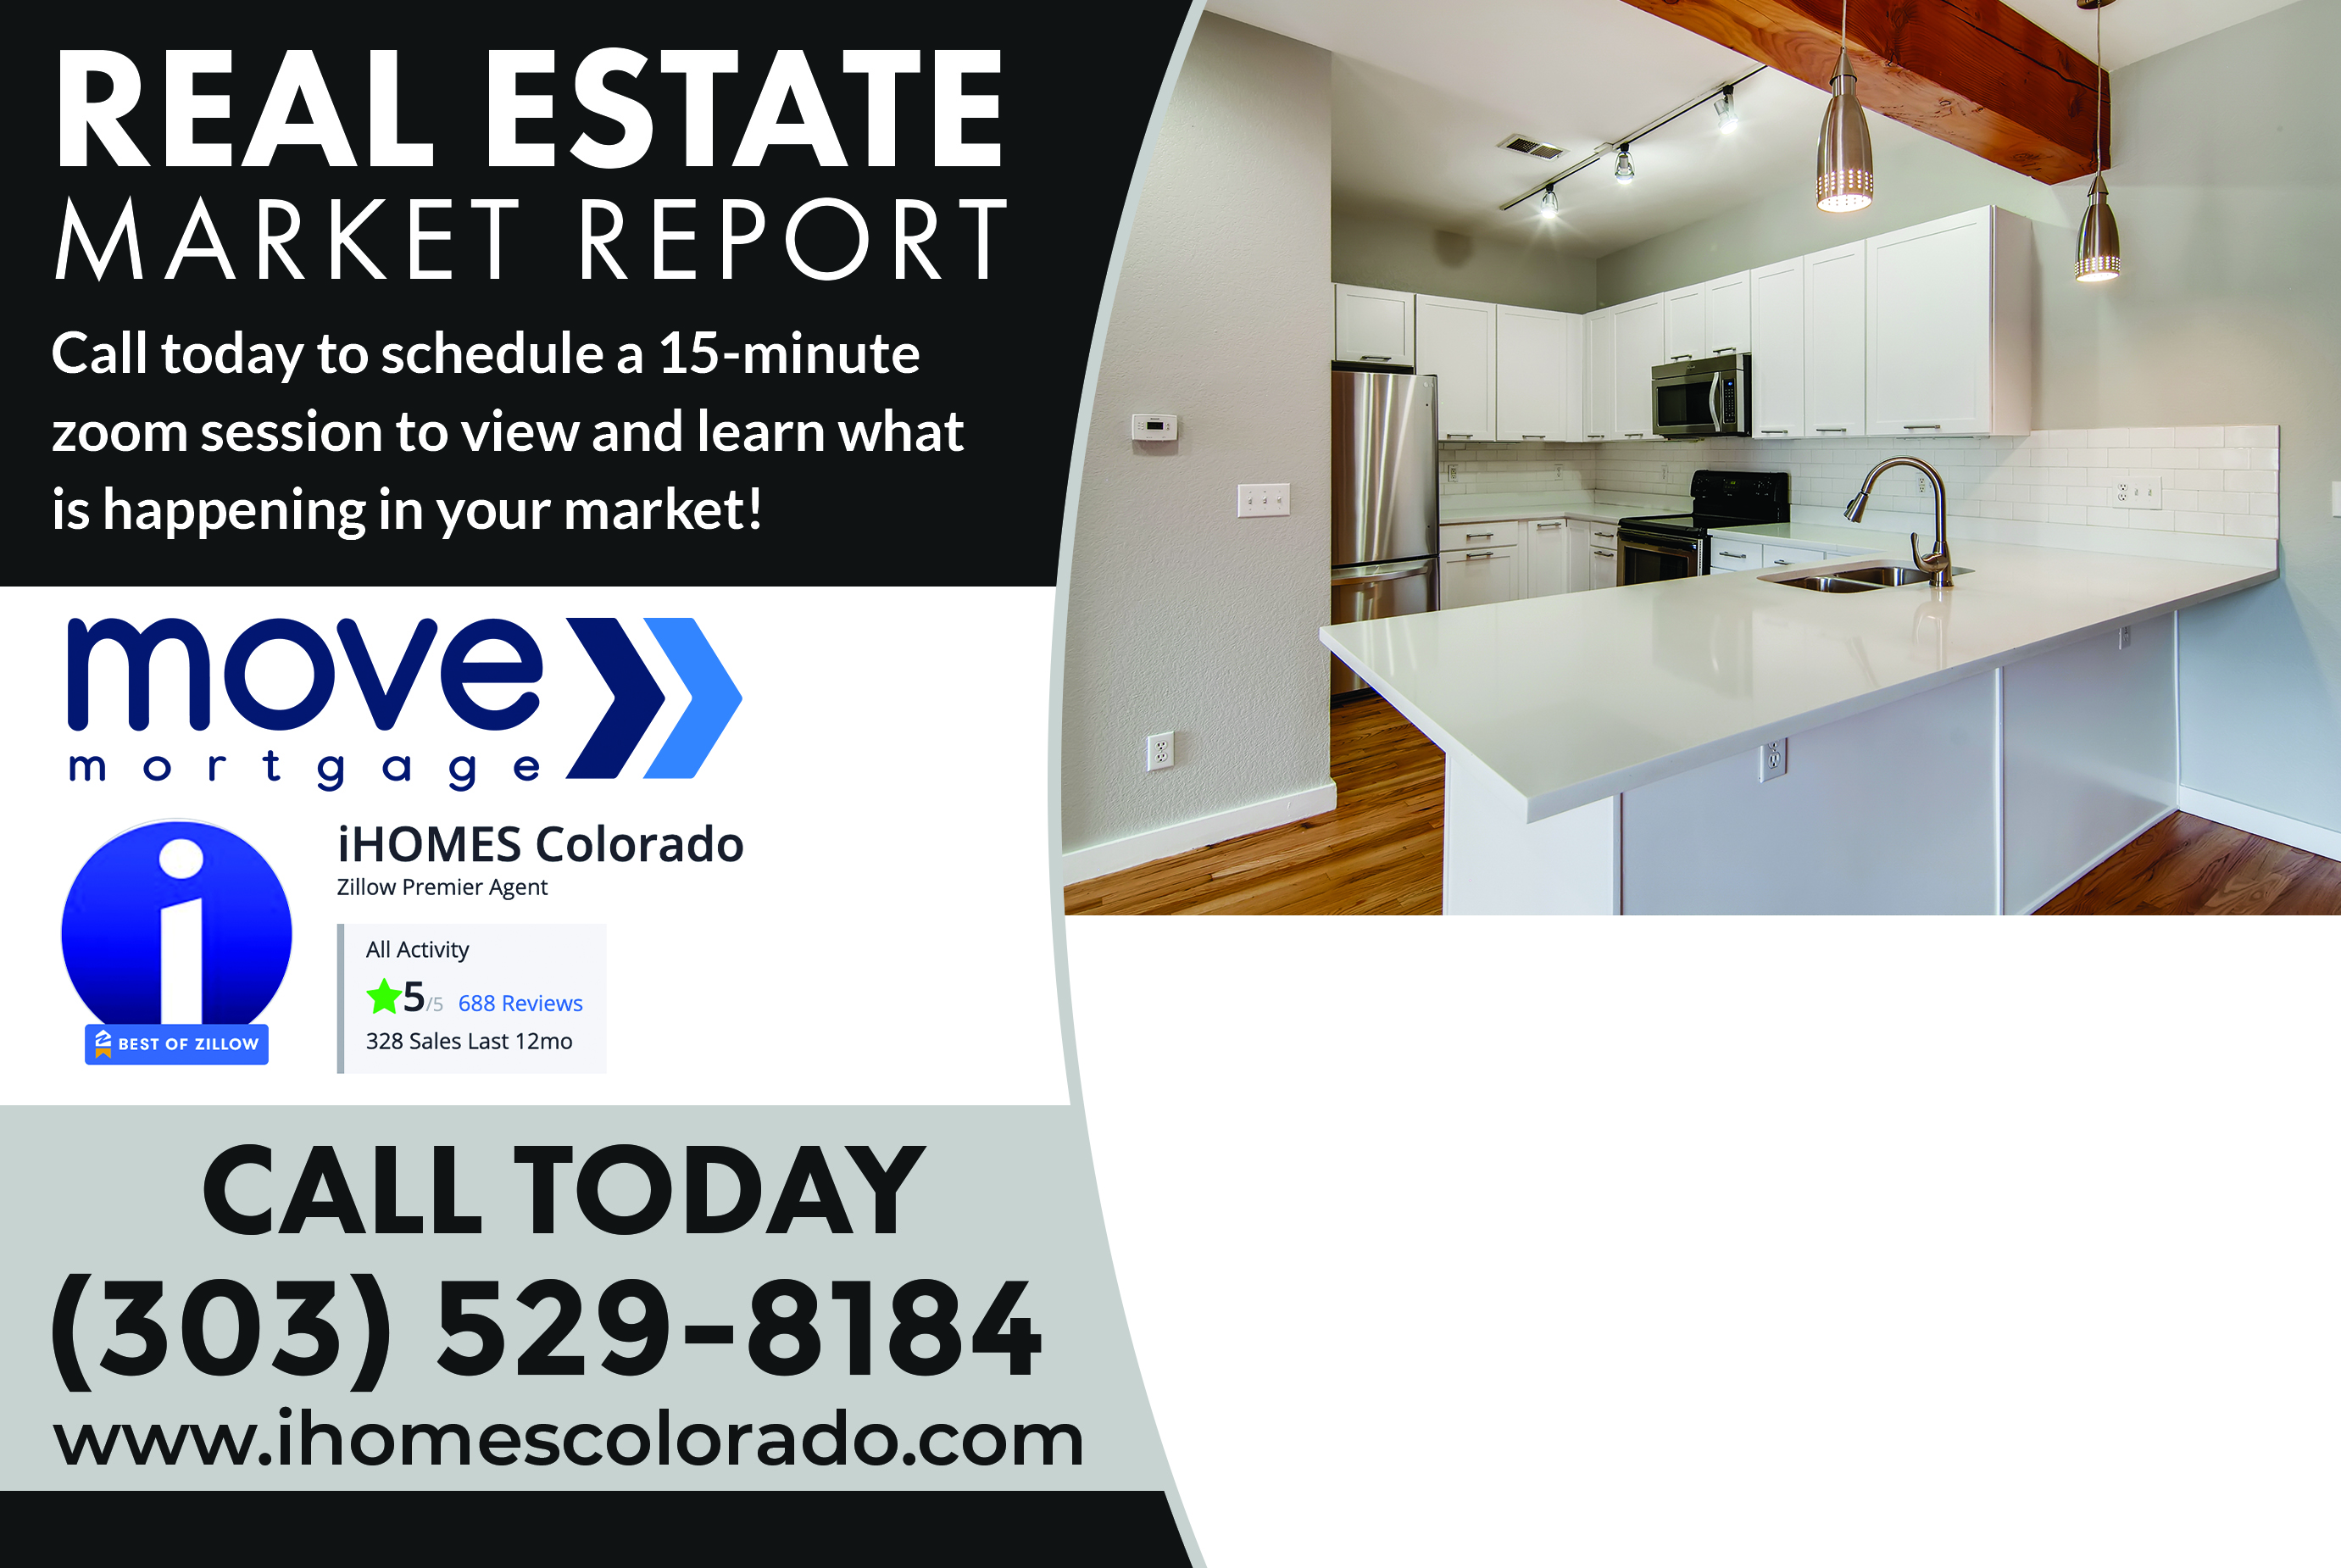 REAL ESTATE
MARKET REPORT
Call today to schedule a 15-minute
zoom session to view and learn what
is happening in your market!
move
mortgage
iHOMES Colorado
Zillow Premier Agent
All Activity
5/5 688 Reviews
328 Sales Last 12mo
i
BEST OF ZILLOW
CALL TODAY
(303) 529-8184
www.ihomescolorado.com